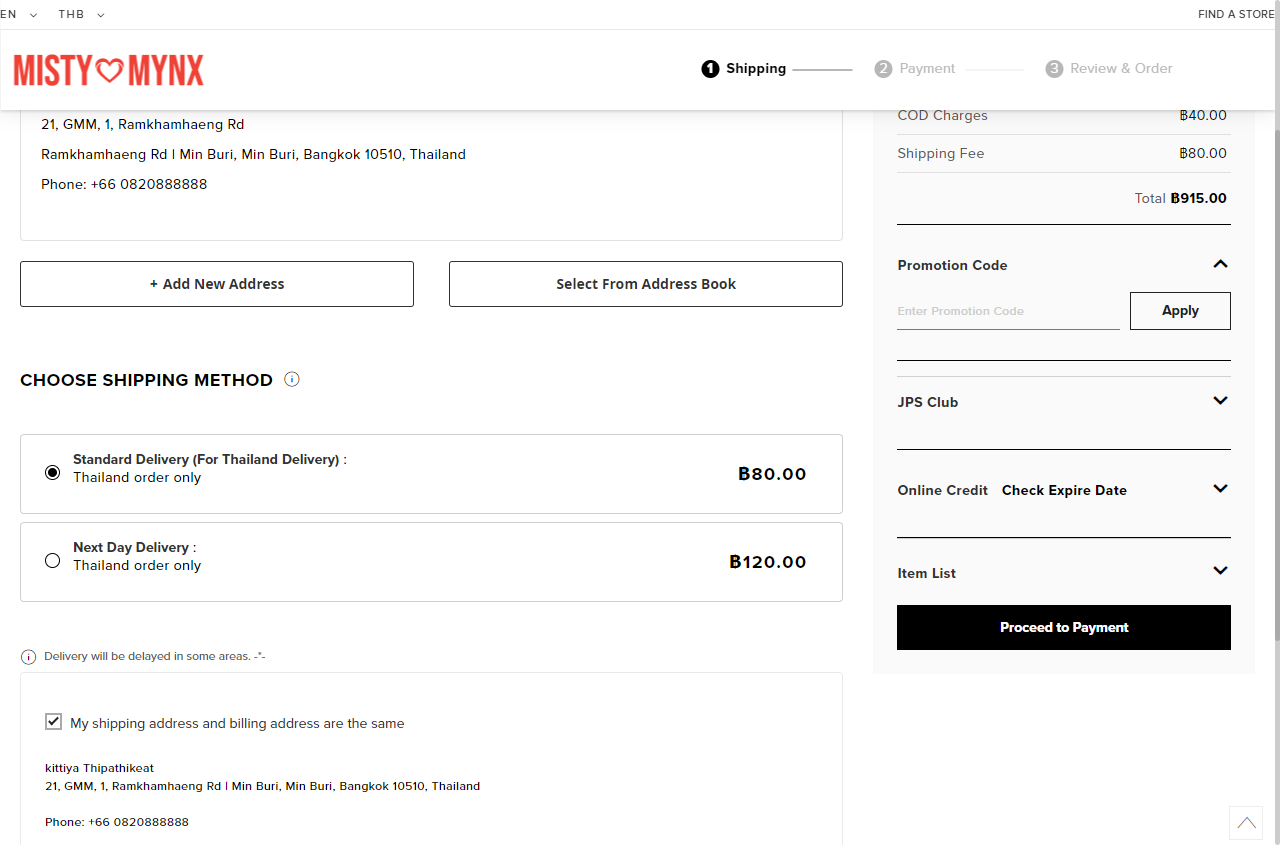 EN THB FIND A STORE
MISTY MYNX
1 Shipping 2 Payment 3 Review & Order
21, GMM, 1, Ramkhamhaeng Rd
Ramkhamhaeng Rd | Min Buri, Min Buri, Bangkok 10510, Thailand
Phone: +66 0820888888
+ Add New Address
Select From Address Book
CHOOSE SHIPPING METHOD
Standard Delivery (For Thailand Delivery) :
Thailand order only
฿80.00
Next Day Delivery :
Thailand order only
฿120.00
Delivery will be delayed in some areas. -*-
My shipping address and billing address are the same
kittiya Thipathikeat
21, GMM, 1, Ramkhamhaeng Rd | Min Buri, Min Buri, Bangkok 10510, Thailand
Phone: +66 0820888888
COD Charges ฿40.00
Shipping Fee ฿80.00
Total ฿915.00
Promotion Code
Enter Promotion Code
Apply
JPS Club
Online Credit Check Expire Date
Item List
Proceed to Payment